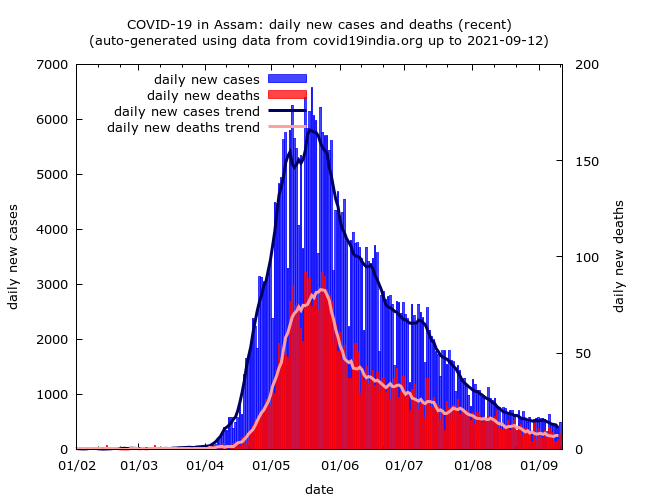 COVID-19 in Assam: daily new cases and deaths (recent)
(auto-generated using data from covid19india.org up to 2021-09-12)
daily new cases
daily new deaths
daily new cases trend
daily new deaths trend
7000
6000
5000
4000
3000
2000
1000
0
daily new cases
200
150
100
50
0
daily new deaths
01/02 01/03 01/04 01/05 01/06 01/07 01/08 01/09
date